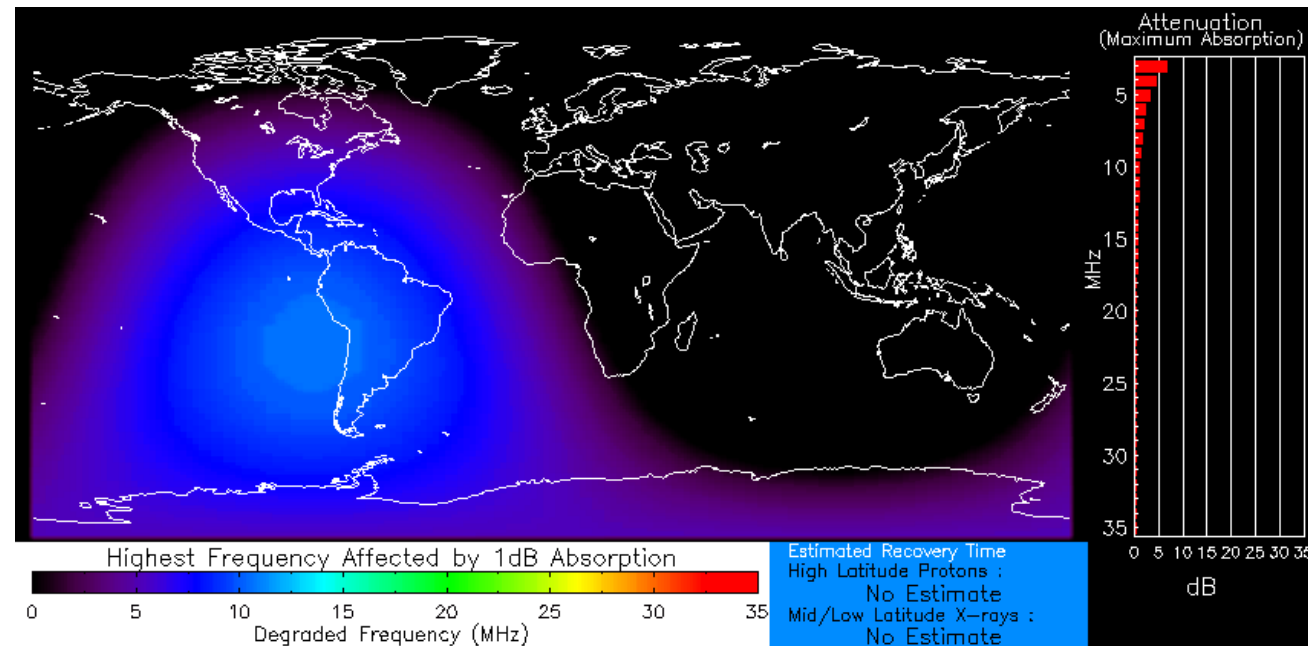 Attenuation
(Maximum Absorption)
5
10
15
20
25
30
35
MHz
0 5 10 15 20 25 30 35
dB
Highest Frequency Affected by 1dB Absorption
0 5 10 15 20 25 30 35
Degraded Frequency (MHz)
Estimated Recovery Time
High Latitude Protons :
No Estimate
Mid/Low Latitude X-rays :
No Estimate